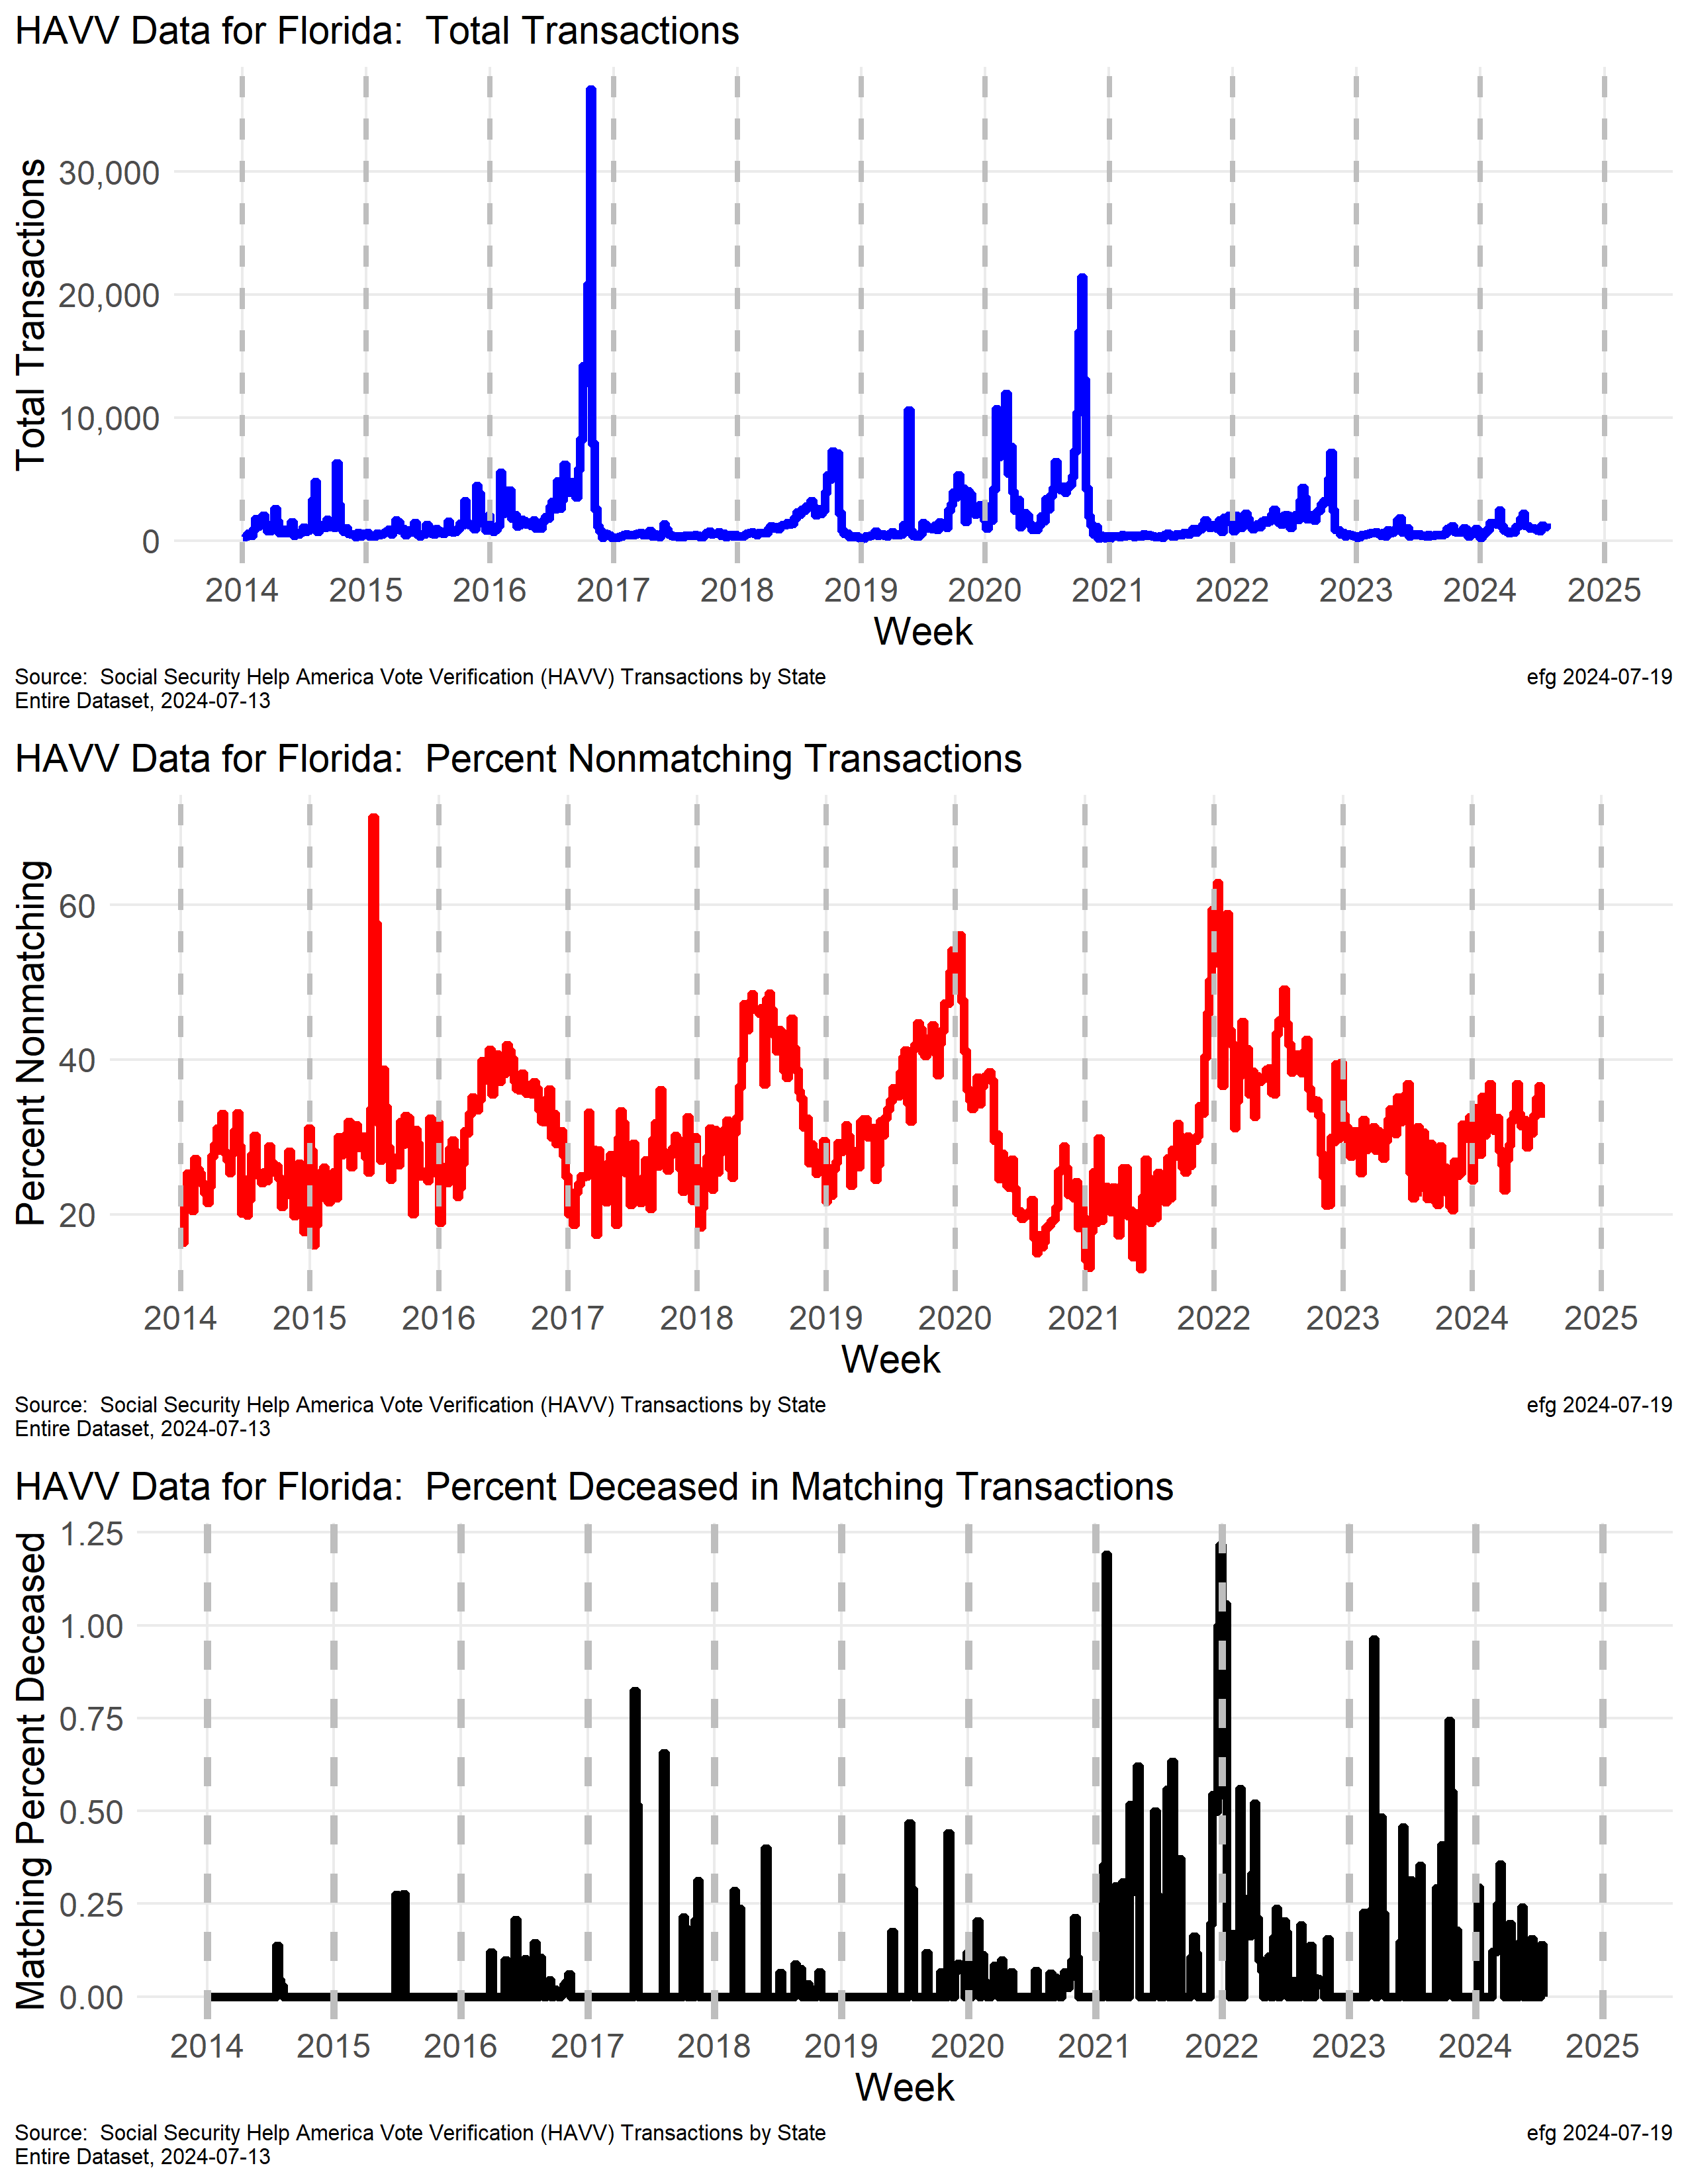 HAVV Data for Florida:  Total Transactions
Total Transactions
30,000
20,000
10,000
0
2014 2015 2016 2017 2018 2019 2020 2021 2022 2023 2024 2025
Week
Source:  Social Security Help America Vote Verification (HAVV) Transactions by State efg 2024-07-19
Entire Dataset, 2024-07-13
HAVV Data for Florida:  Percent Nonmatching Transactions
Percent Nonmatching
60
40
20
2014 2015 2016 2017 2018 2019 2020 2021 2022 2023 2024 2025
Week
Source:  Social Security Help America Vote Verification (HAVV) Transactions by State efg 2024-07-19
Entire Dataset, 2024-07-13
HAVV Data for Florida:  Percent Deceased in Matching Transactions
Matching Percent Deceased
1.25
1.00
0.75
0.50
0.25
0.00
2014 2015 2016 2017 2018 2019 2020 2021 2022 2023 2024 2025
Week
Source:  Social Security Help America Vote Verification (HAVV) Transactions by State efg 2024-07-19
Entire Dataset, 2024-07-13